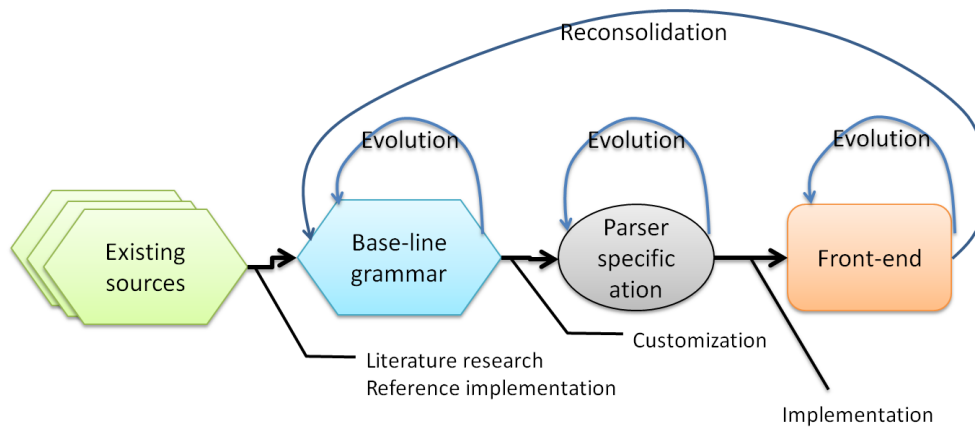 Reconsolidation
Evolution
Evolution
Evolution
Existing
sources
Base-line
grammar
Parser
specific
ation
Front-end
Literature research
Reference implementation
Customization
Implementation